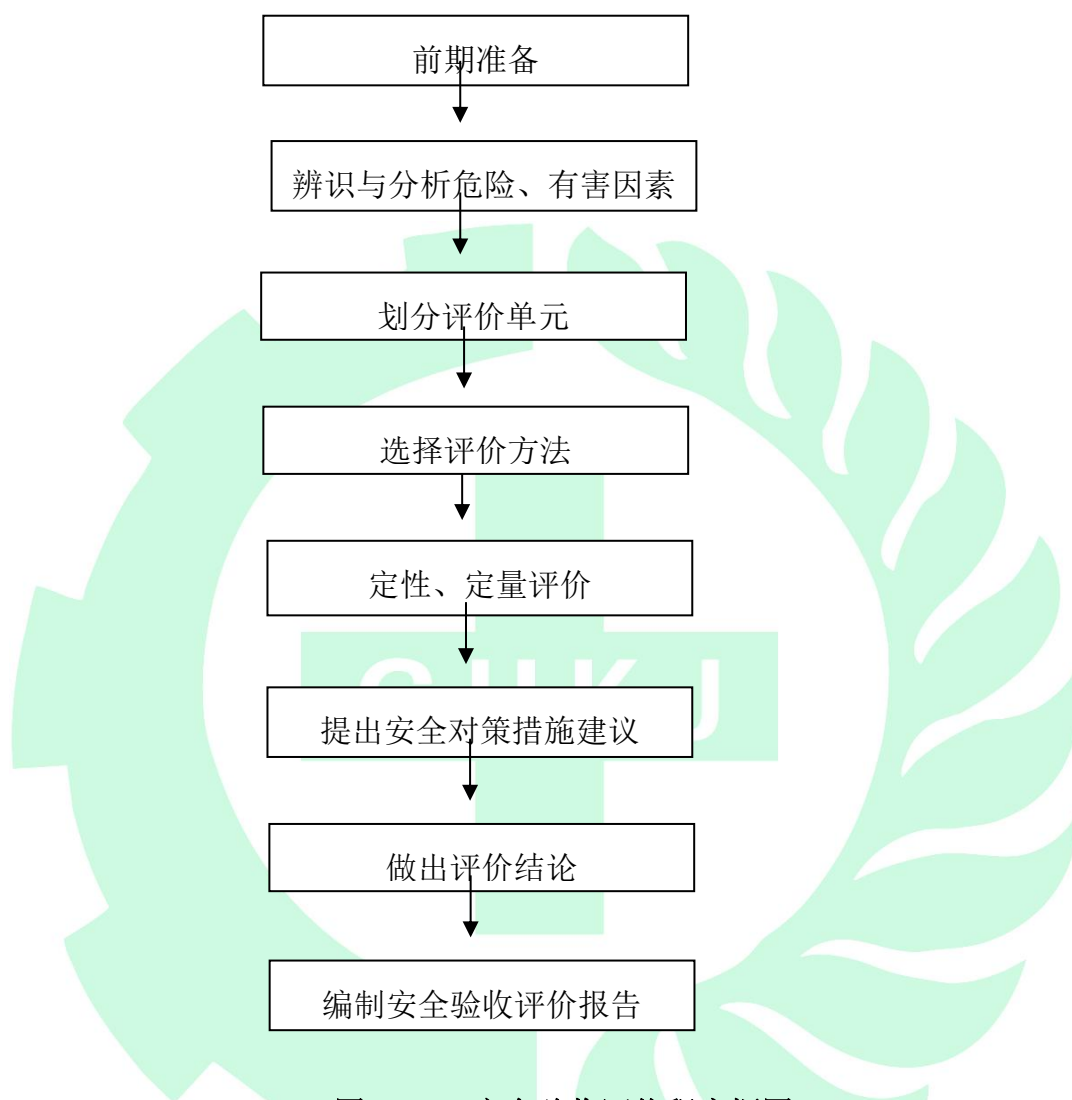 前期准备
辨识与分析危险、有害因素
划分评价单元
选择评价方法
定性、定量评价
提出安全对策措施建议
做出评价结论
编制安全验收评价报告